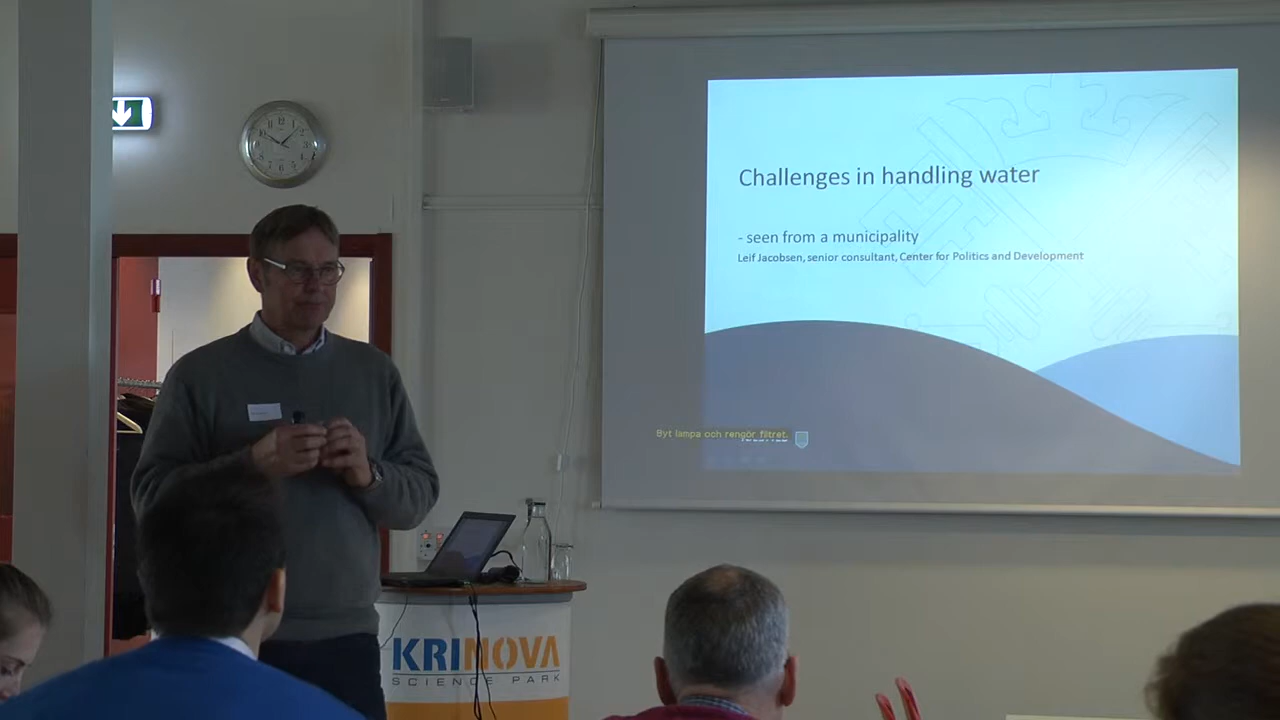 Challenges in handling water
- seen from a municipality
Leif Jacobsen, senior consultant, Center for Politics and Development
Byt lampa och rengör filtret.
KRINOVA
SCIENCE PARK